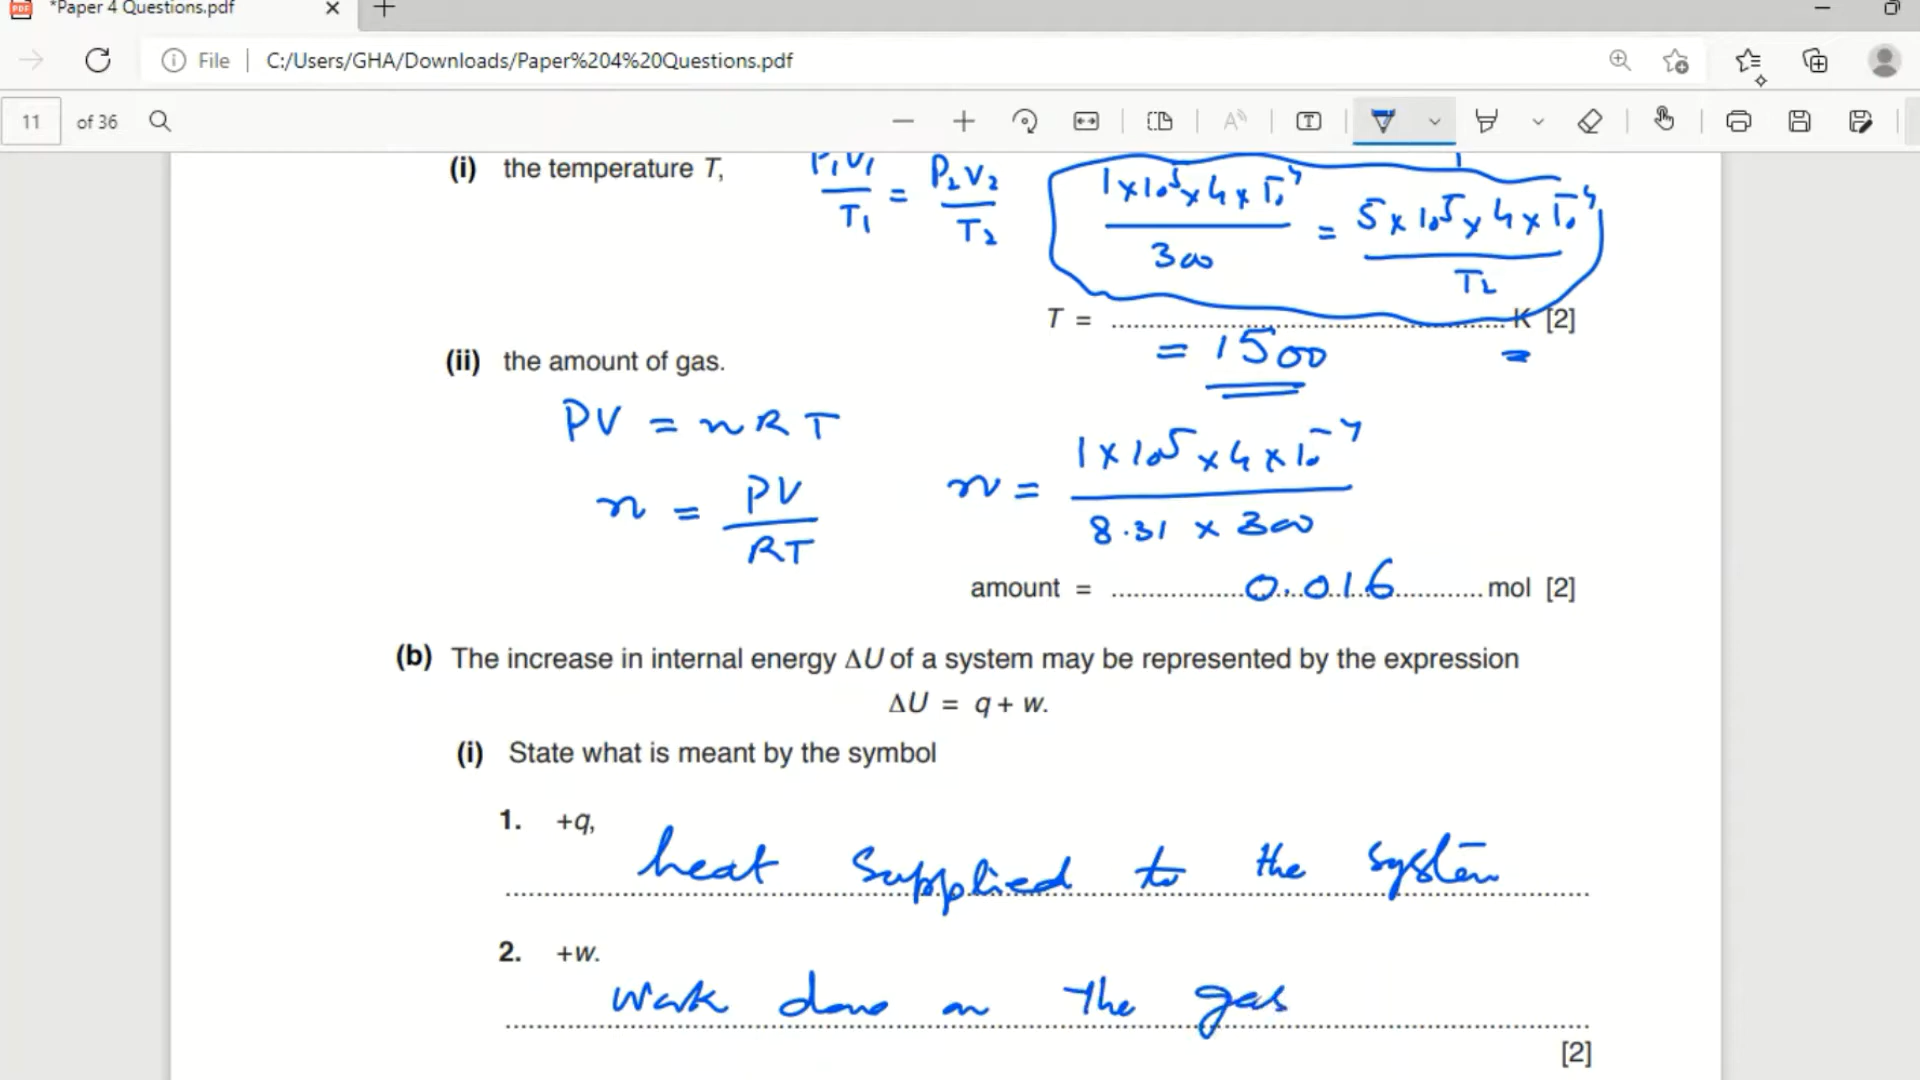 *Paper 4 Questions.pdf
File | C:/Users/GHA/Downloads/Paper%204%20Questions.pdf
11 of 36
(i) the temperature T,
P₁V₁/T₁ = P₂V₂/T₂
1×10⁵×4×10⁻⁴/300 = 5×10⁵×4×10⁻⁴/T₂
T = .......... K [2]
= 1500
(ii) the amount of gas.
PV = nRT
n = PV/RT
n = 1×10⁵×4×10⁻⁴/8.31×300
amount = ..........0.016.......... mol [2]
(b) The increase in internal energy ΔU of a system may be represented by the expression
ΔU = q + w.
(i) State what is meant by the symbol
1. +q,
heat supplied to the system
2. +w.
work done on the gas
[2]